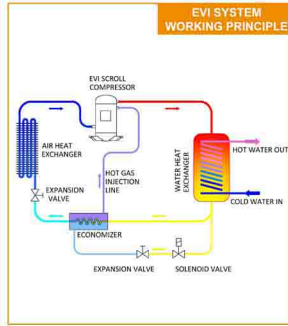 EVI SYSTEM
WORKING PRINCIPLE
EVI SCROLL
COMPRESSOR
AIR HEAT
EXCHANGER
HOT GAS
INJECTION
LINE
WATER HEAT
EXCHANGER
HOT WATER OUT
COLD WATER IN
EXPANSION
VALVE
ECONOMIZER
EXPANSION VALVE
SOLENOID VALVE